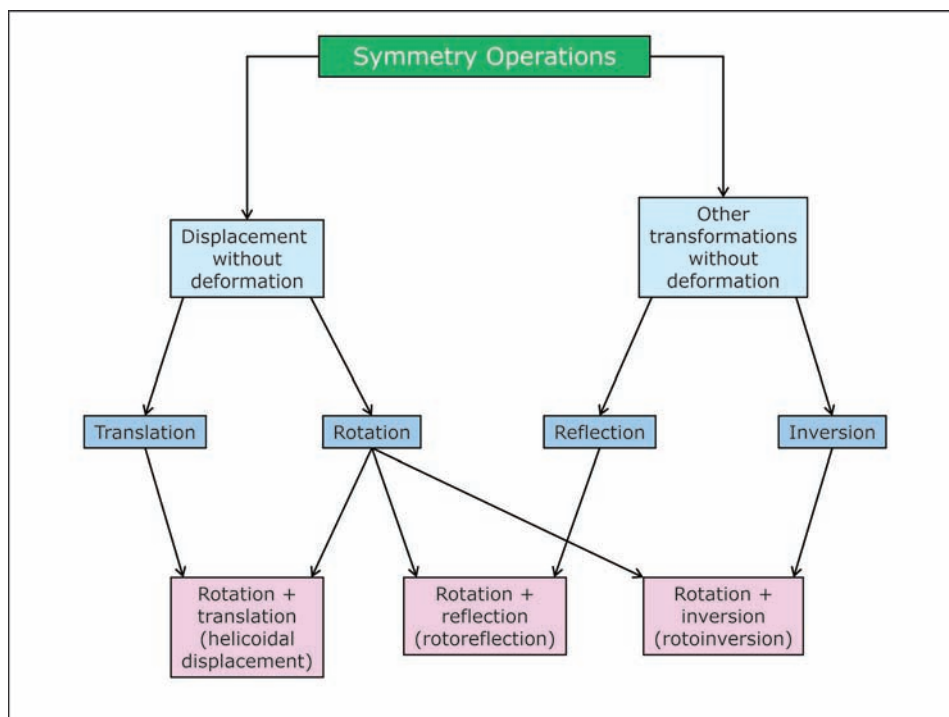 Symmetry Operations
Displacement
without
deformation
Other
transformations
without
deformation
Translation
Rotation
Reflection
Inversion
Rotation +
translation
(helicoidal
displacement)
Rotation +
reflection
(rotoreflection)
Rotation +
inversion
(rotoinversion)